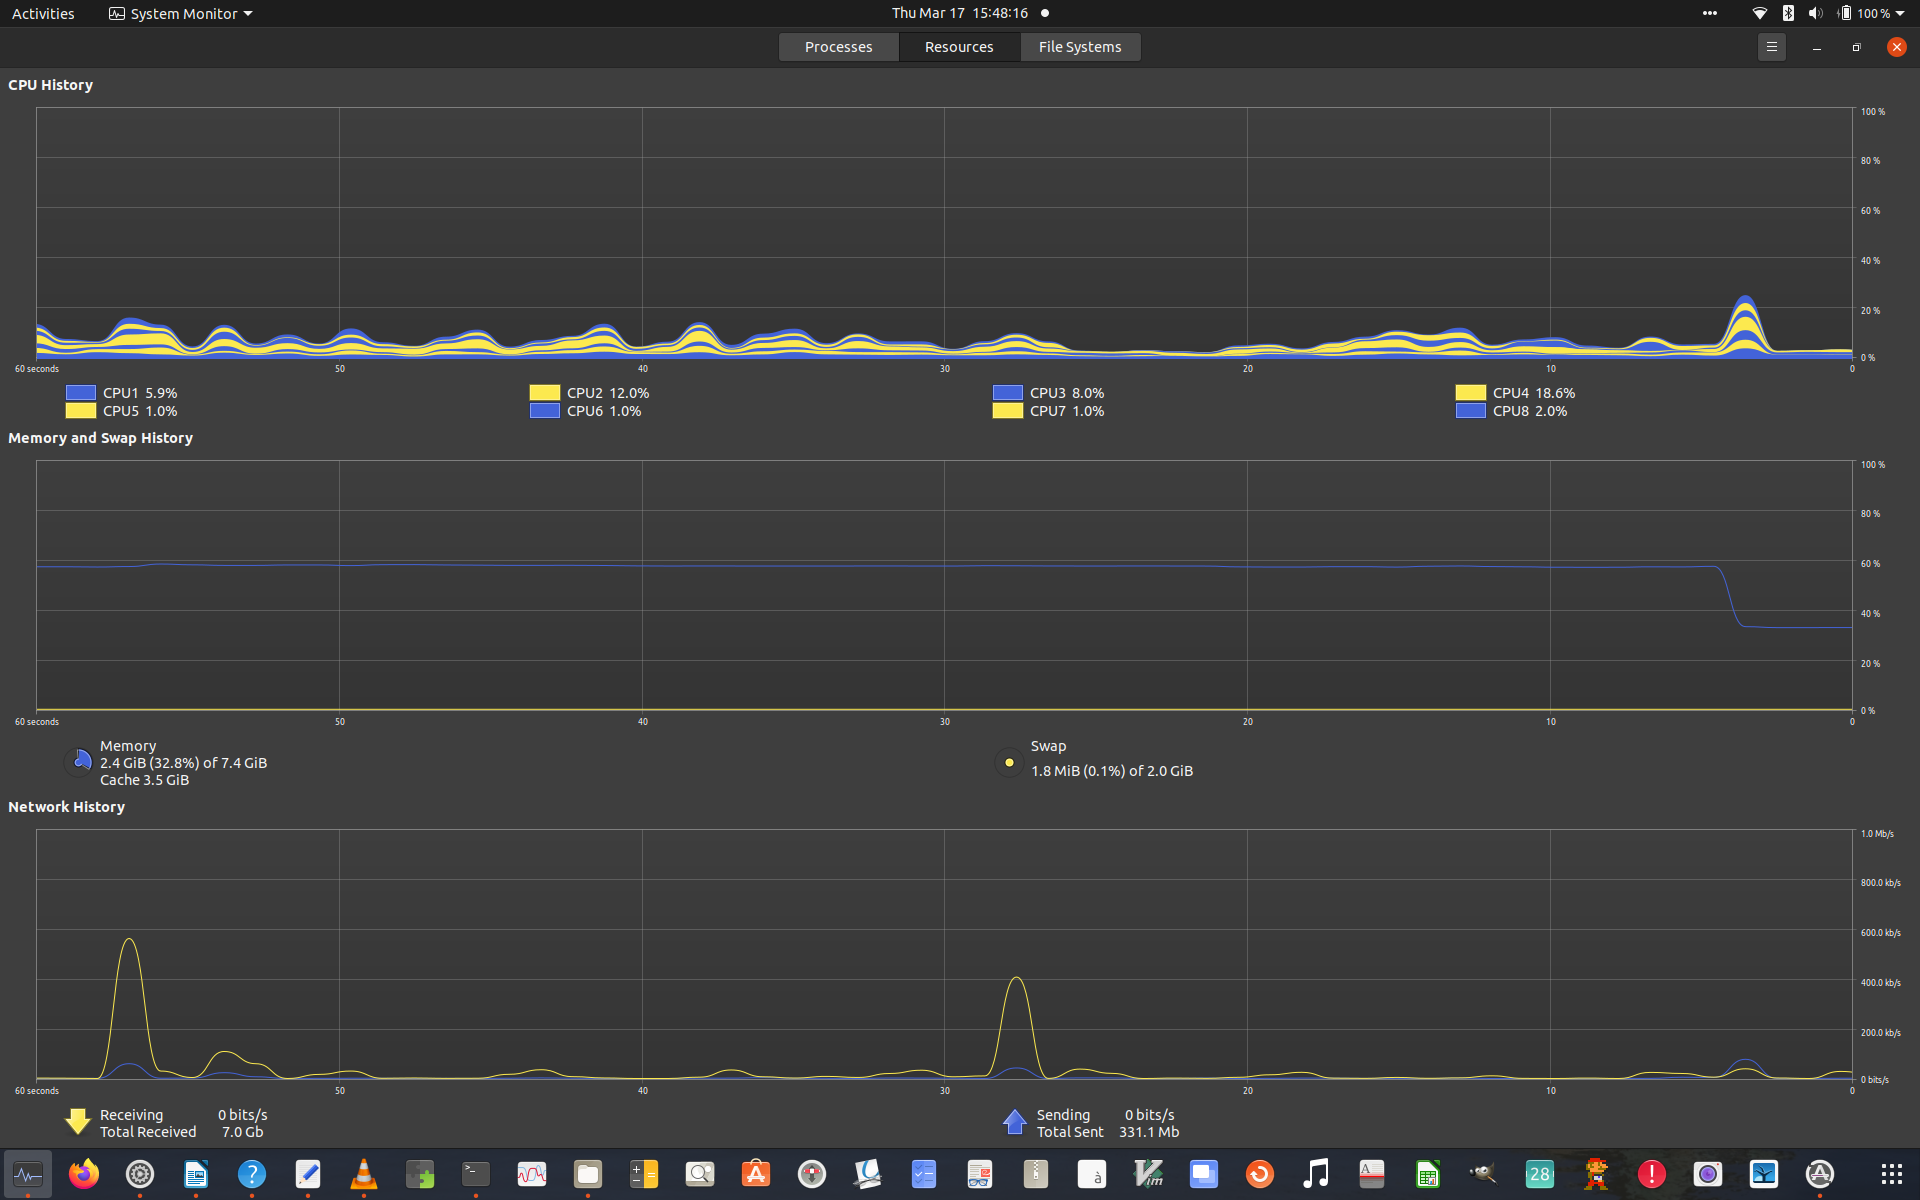 Activities System Monitor Thu Mar 17 15:48:16 100 %
Processes Resources File Systems
CPU History
100 %
80 %
60 %
40 %
20 %
0 %
60 seconds 50 40 30 20 10 0
CPU1 5.9% CPU2 12.0% CPU3 8.0% CPU4 18.6%
CPU5 1.0% CPU6 1.0% CPU7 1.0% CPU8 2.0%
Memory and Swap History
100 %
80 %
60 %
40 %
20 %
0 %
60 seconds 50 40 30 20 10 0
Memory Swap
2.4 GiB (32.8%) of 7.4 GiB 1.8 MiB (0.1%) of 2.0 GiB
Cache 3.5 GiB
Network History
1.0 Mb/s
800.0 kb/s
600.0 kb/s
400.0 kb/s
200.0 kb/s
0 bits/s
60 seconds 50 40 30 20 10 0
Receiving 0 bits/s Sending 0 bits/s
Total Received 7.0 Gb Total Sent 331.1 Mb
? >_ A à Vim A 28 !